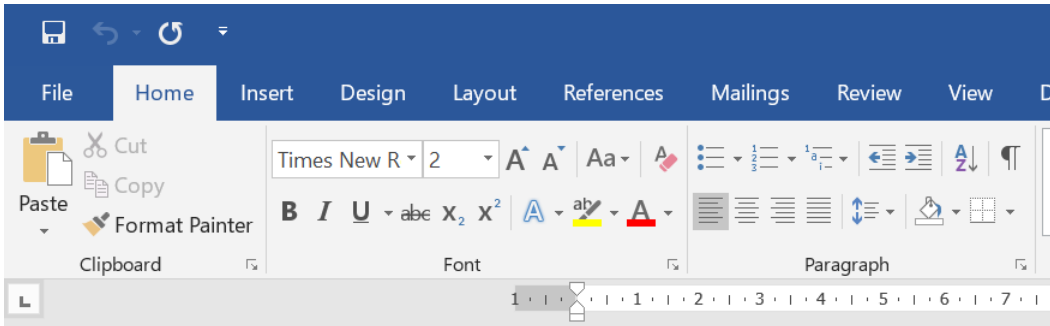 File Home Insert Design Layout References Mailings Review View D
Cut
Times New R 2 A A Aa
Copy
Paste
Format Painter
B I U abc X₂ X² A aby A
Clipboard Font Paragraph
L 1 1 2 3 4 5 6 7